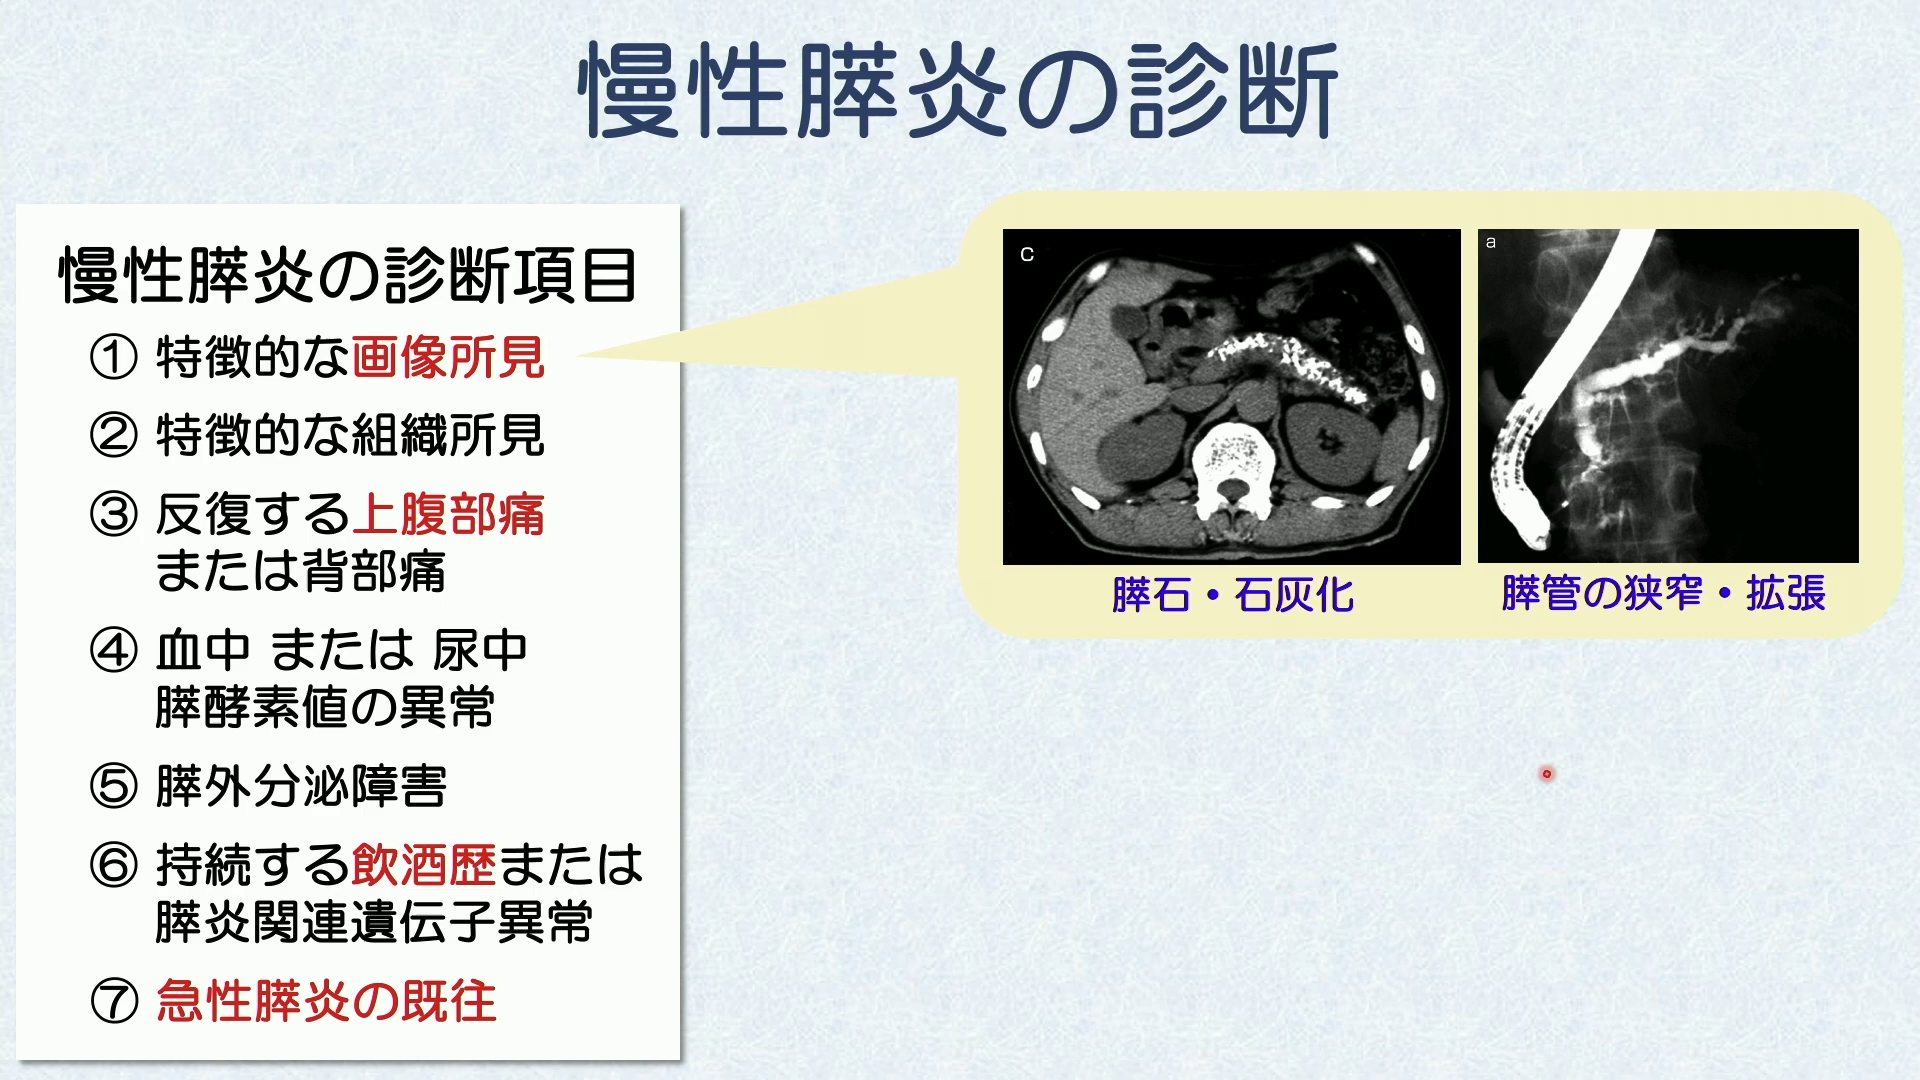 慢性膵炎の診断
慢性膵炎の診断項目
① 特徴的な画像所見
② 特徴的な組織所見
③ 反復する上腹部痛
または背部痛
④ 血中 または 尿中
膵酵素値の異常
⑤ 膵外分泌障害
⑥ 持続する飲酒歴または
膵炎関連遺伝子異常
⑦ 急性膵炎の既往
C
膵石・石灰化
a
膵管の狭窄・拡張